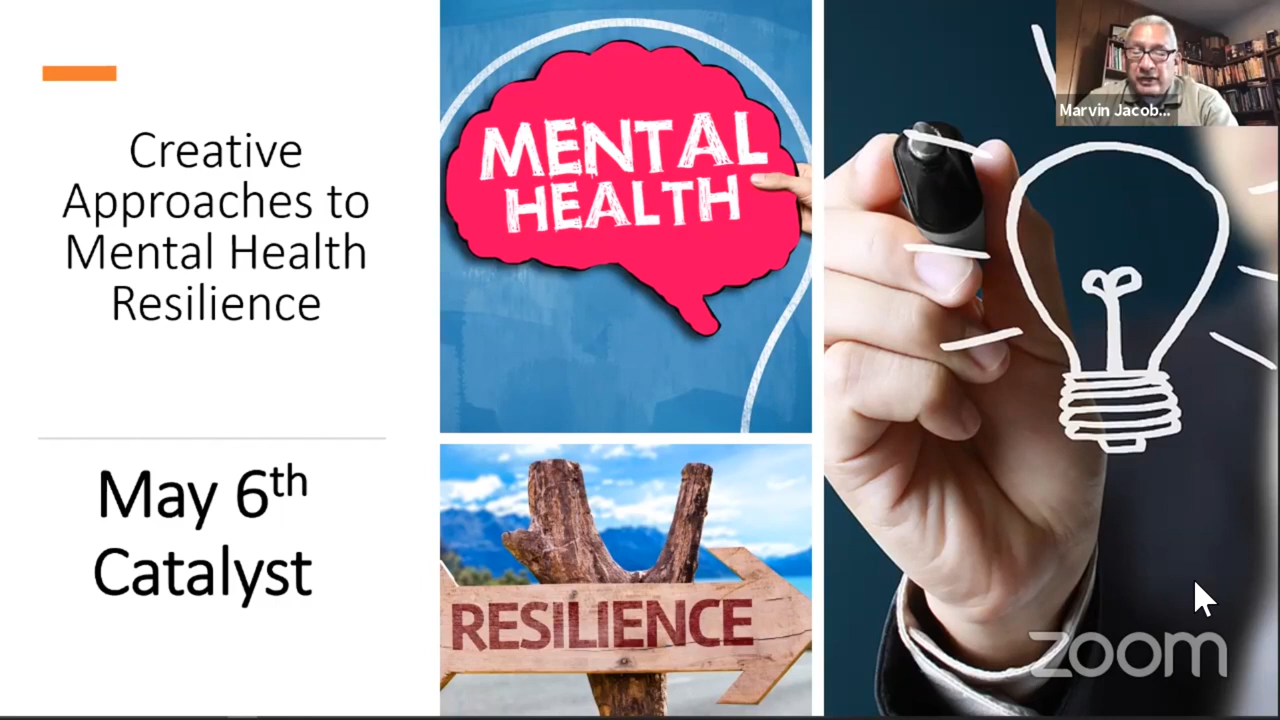 Creative
Approaches to
Mental Health
Resilience
May 6th
Catalyst
MENTAL
HEALTH
RESILIENCE
Marvin Jacob...
zoom